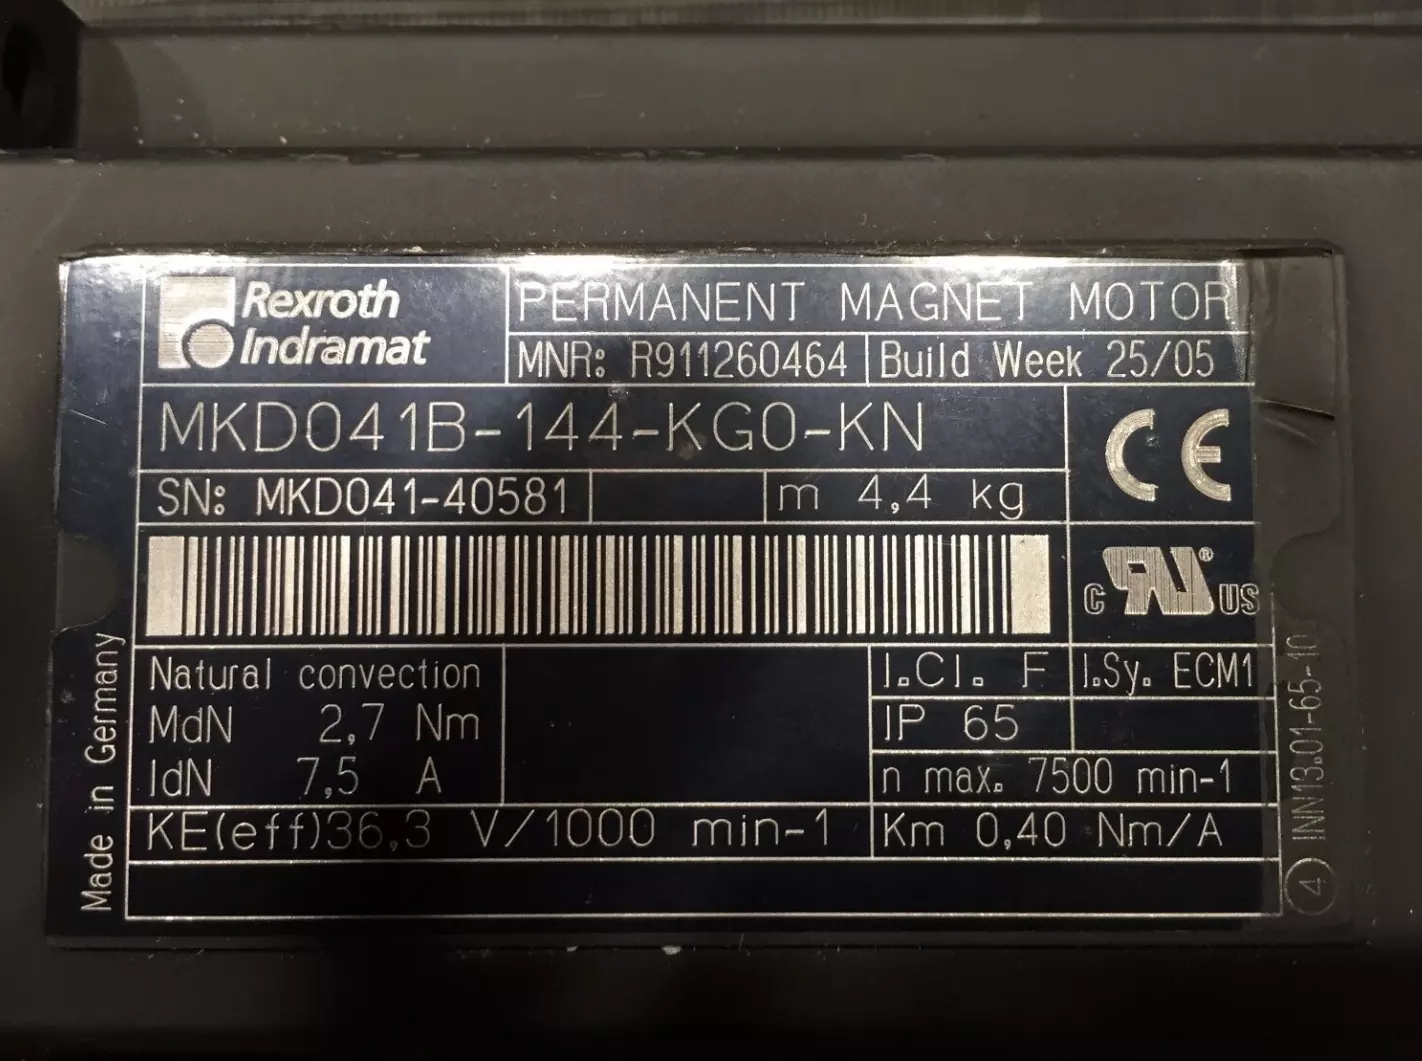 Rexroth
Indramat
PERMANENT MAGNET MOTOR
MNR: R911260464 Build Week 25/05
MKD041B-144-KG0-KN
CE
SN: MKD041-40581 m 4,4 kg
c RU ® US
Natural convection
MdN 2,7 Nm
IdN 7,5 A
I.Cl. F I.Sy. ECM1
IP 65
n max. 7500 min-1
KE(eff)36,3 V/1000 min-1 Km 0,40 Nm/A
Made in Germany
4 INN13.01-65-10